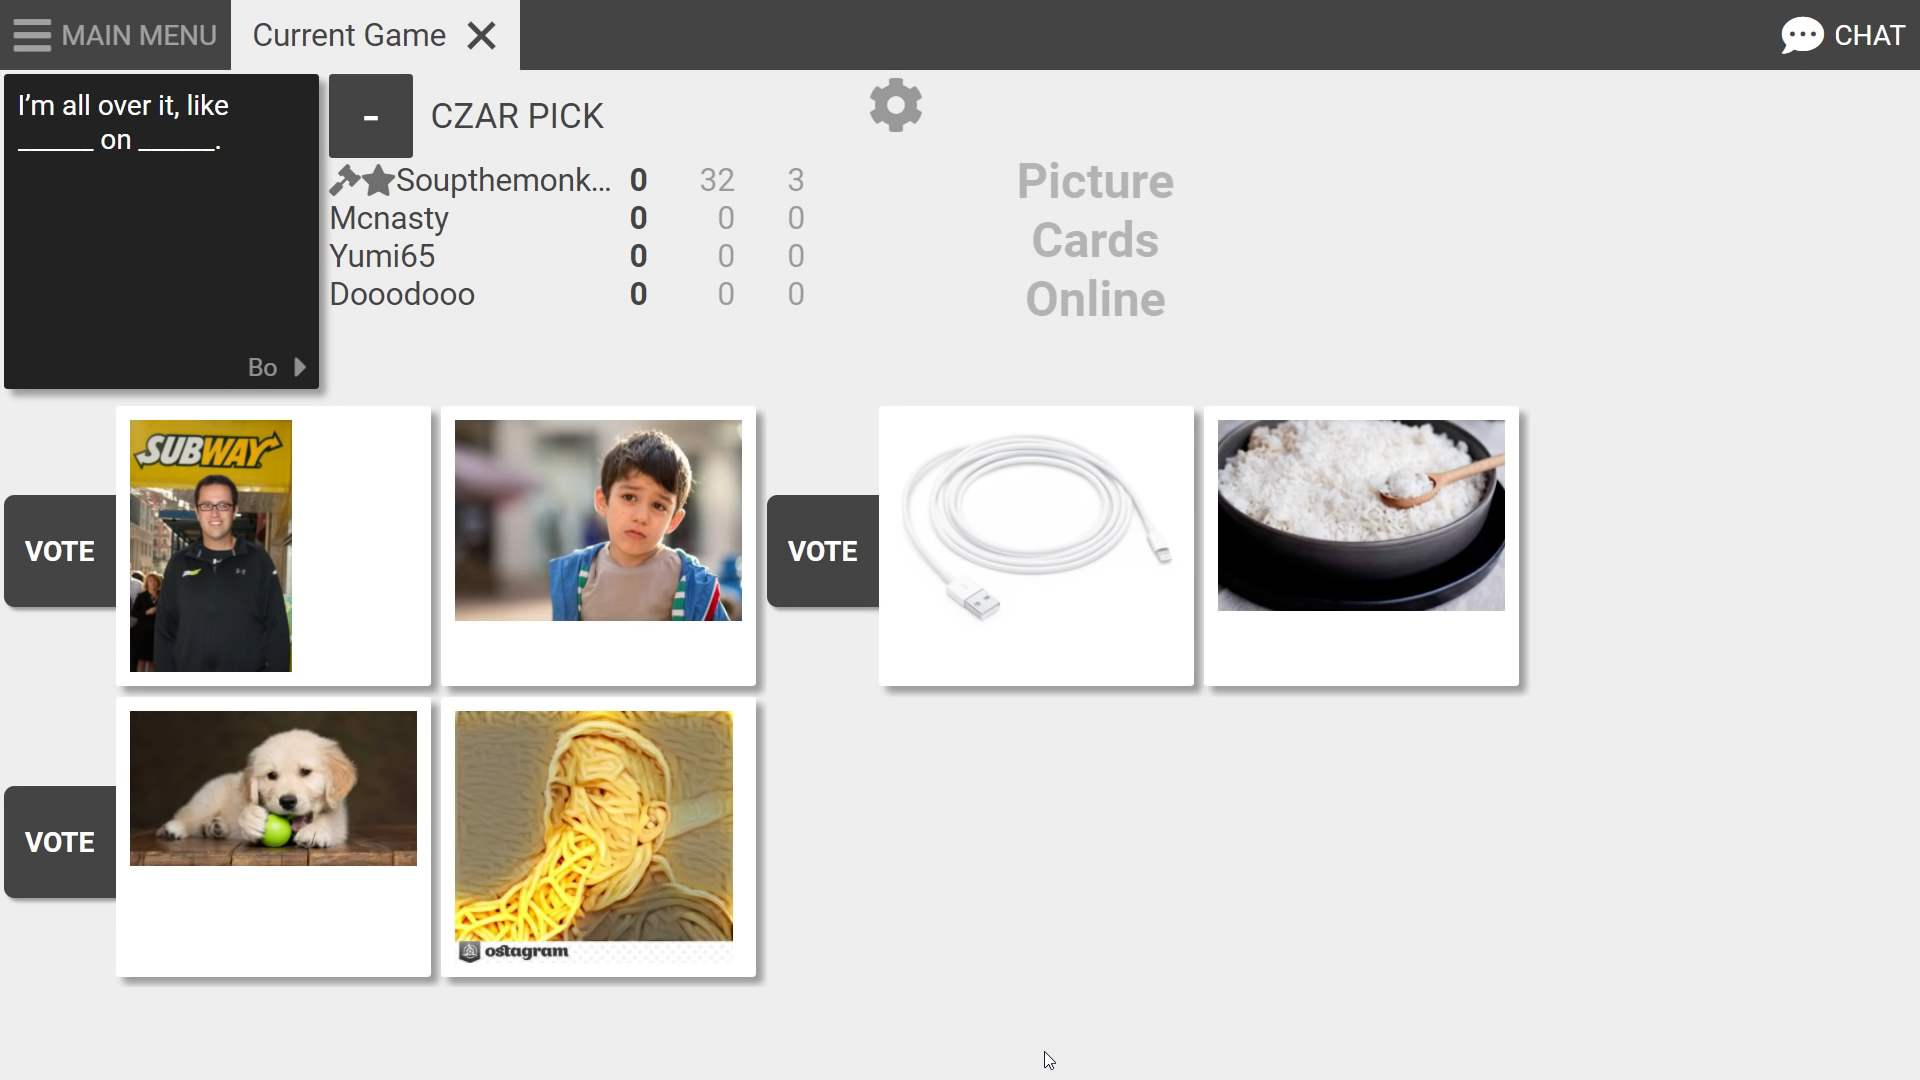 MAIN MENU
Current Game
CHAT
I’m all over it, like
______ on ______.
Bo
-
CZAR PICK
Soupthemonk... 0 32 3
Mcnasty 0 0 0
Yumi65 0 0 0
Dooodooo 0 0 0
Picture
Cards
Online
VOTE
SUBWAY
VOTE
VOTE
ostagram